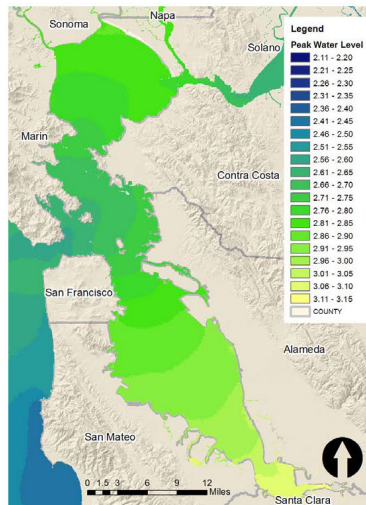 Sonoma
Napa
Solano
Marin
Contra Costa
San Francisco
Alameda
San Mateo
Santa Clara
Legend
Peak Water Level
2.11 - 2.20
2.21 - 2.25
2.26 - 2.30
2.31 - 2.35
2.36 - 2.40
2.41 - 2.45
2.46 - 2.50
2.51 - 2.55
2.56 - 2.60
2.61 - 2.65
2.66 - 2.70
2.71 - 2.75
2.76 - 2.80
2.81 - 2.85
2.86 - 2.90
2.91 - 2.95
2.96 - 3.00
3.01 - 3.05
3.06 - 3.10
3.11 - 3.15
COUNTY
0 1.5 3 6 9 12
Miles